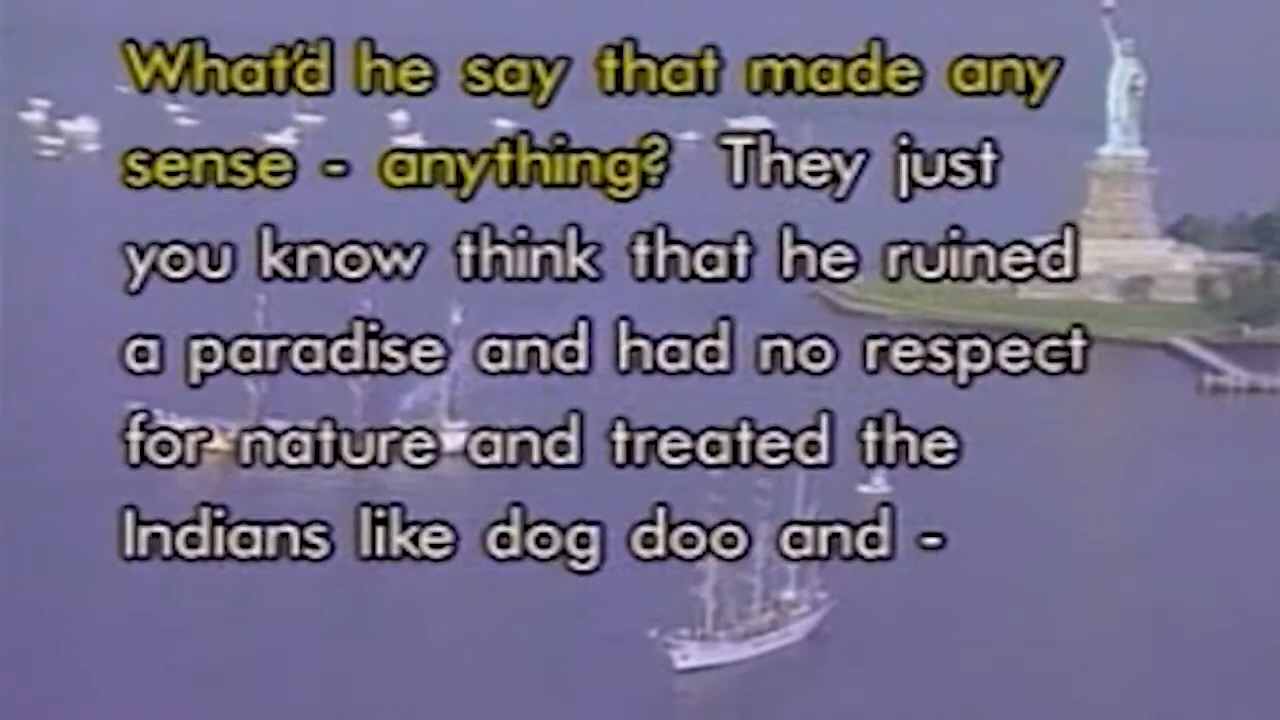 What'd he say that made any
sense - anything? They just
you know think that he ruined
a paradise and had no respect
for nature and treated the
Indians like dog doo and -